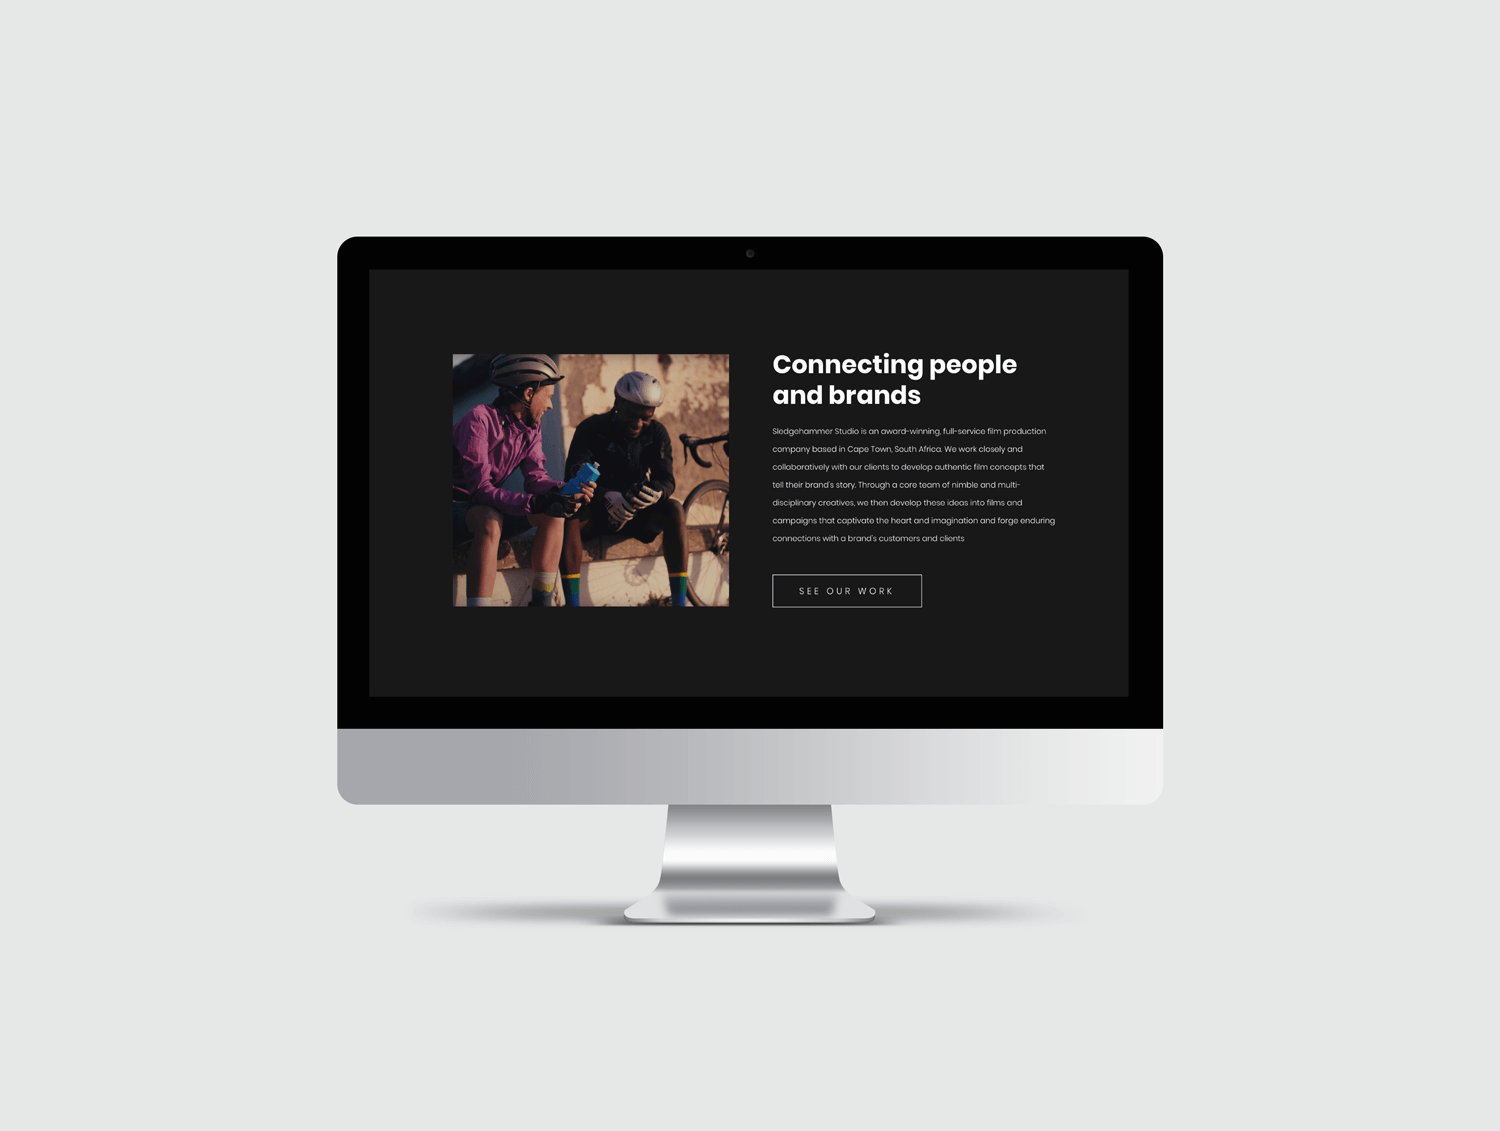 Connecting people
and brands
Sledgehammer Studio is an award-winning, full-service film production
company based in Cape Town, South Africa. We work closely and
collaboratively with our clients to develop authentic film concepts that
tell their brand's story. Through a core team of nimble and multi-
disciplinary creatives, we then develop these ideas into films and
campaigns that captivate the heart and imagination and forge enduring
connections with a brand's customers and clients
SEE OUR WORK